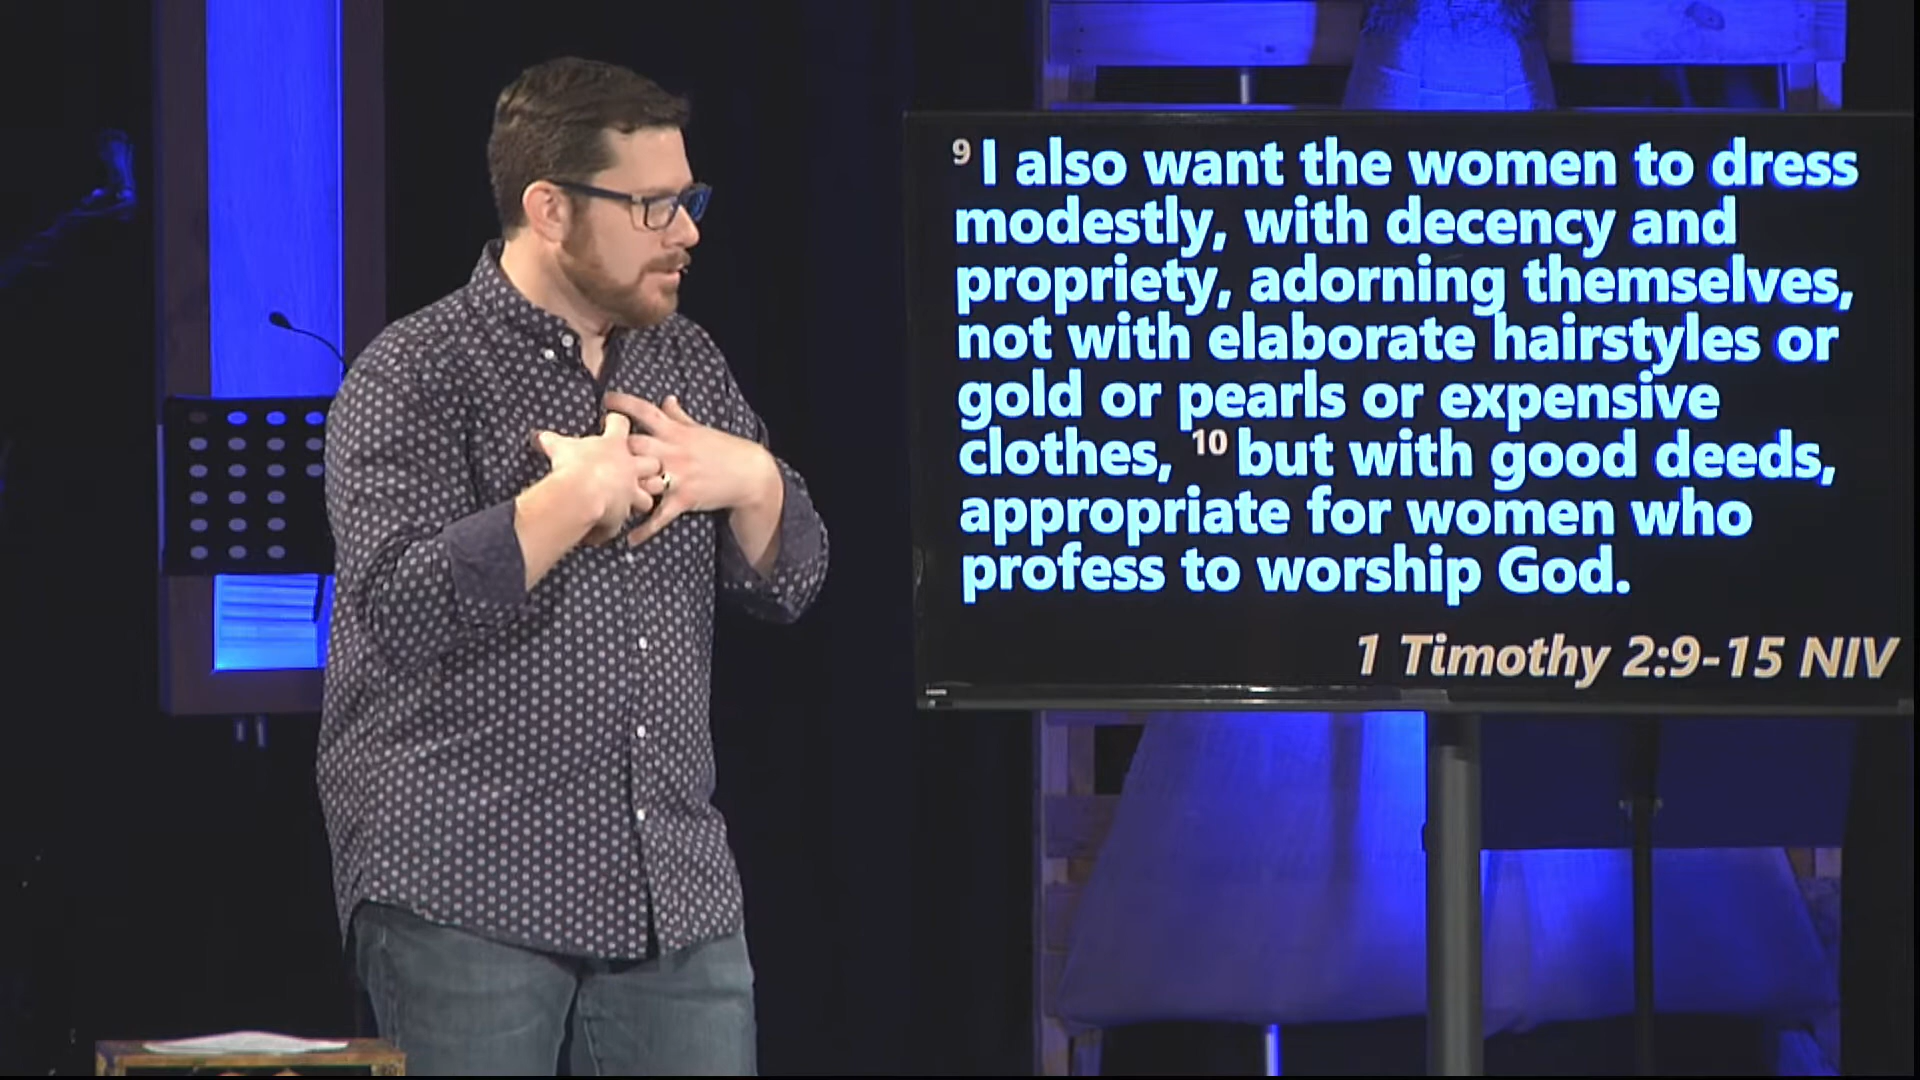 9 I also want the women to dress
modestly, with decency and
propriety, adorning themselves,
not with elaborate hairstyles or
gold or pearls or expensive
clothes, 10 but with good deeds,
appropriate for women who
profess to worship God.
1 Timothy 2:9-15 NIV